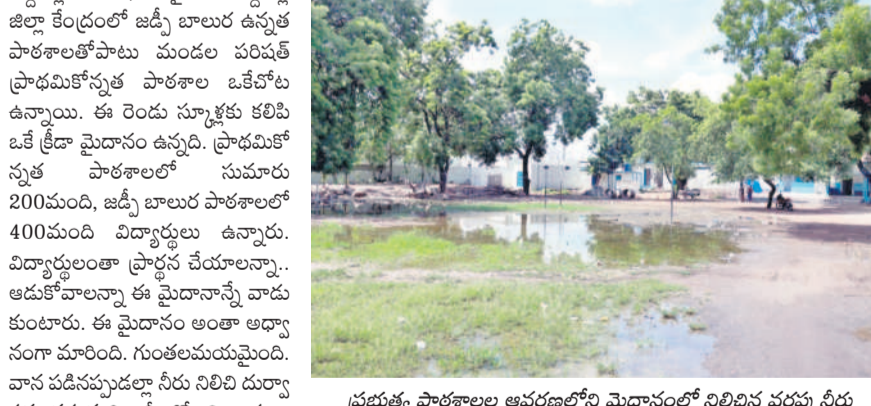 జిల్లా కేంద్రంలో జడ్పీ బాలుర ఉన్నత
పాఠశాలతోపాటు మండల పరిషత్
ప్రాథమికోన్నత పాఠశాల ఒకేచోట
ఉన్నాయి. ఈ రెండు స్కూళ్లకు కలిపి
ఒకే క్రీడా మైదానం ఉన్నది. ప్రాథమికో
న్నత పాఠశాలలో సుమారు
200మంది, జడ్పీ బాలుర పాఠశాలలో
400మంది విద్యార్థులు ఉన్నారు.
విద్యార్థులంతా ప్రార్థన చేయాలన్నా..
ఆడుకోవాలన్నా ఈ మైదానాన్నే వాడు
కుంటారు. ఈ మైదానం అంతా అధ్వా
నంగా మారింది. గుంతలమయమైంది.
వాన పడినప్పుడల్లా నీరు నిలిచి దుర్వా
ప్రభుత్వ పాఠశాలల ఆవరణలోని మైదానంలో నిలిచిన వరపు నీరు